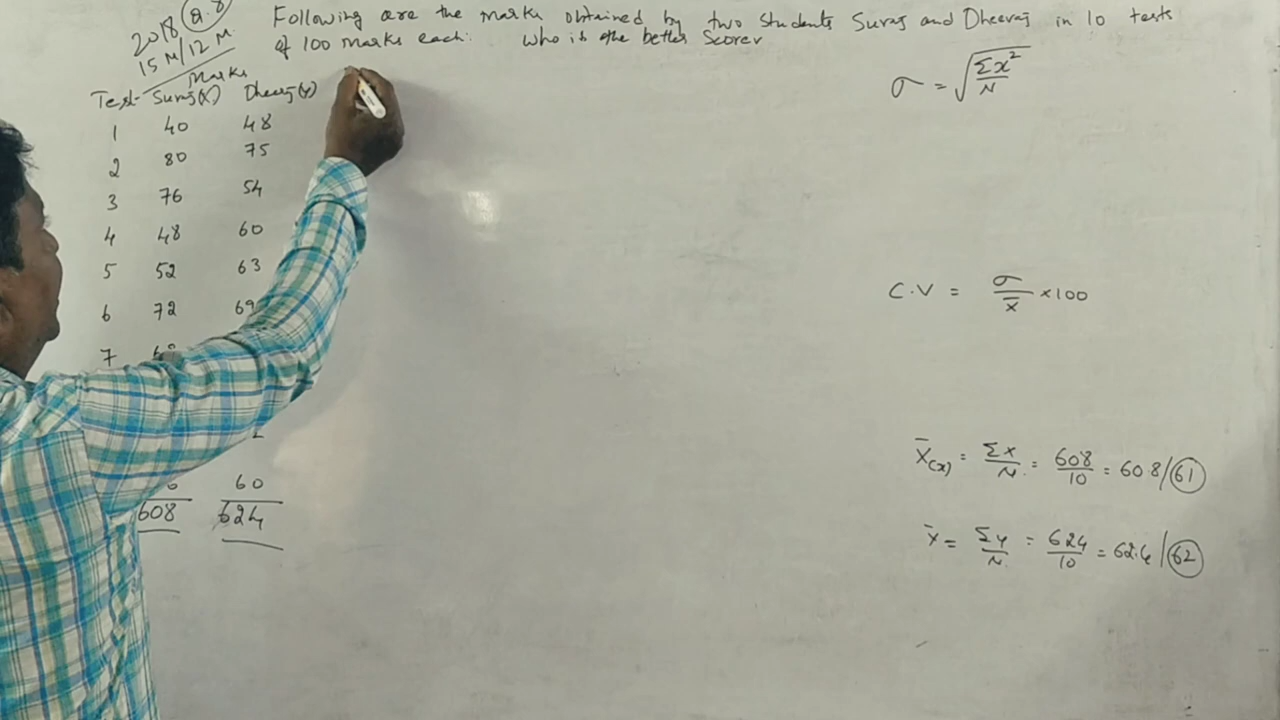 2018 Q.8
15 M/12 M
Following are the marks obtained by two students Suraj and Dheeraj in 10 tests
of 100 marks each: Who is the better Scorer
Marks
Test Suraj(X) Dheeraj(Y)
1 40 48
2 80 75
3 76 54
4 48 60
5 52 63
6 72 69
7
60
608 624
σ = √Σx²/N
C.V = σ/x̄ ×100
X̄(x) = Σx/N = 608/10 = 60.8/61
Ȳ = Σy/N = 624/10 = 62.4/62